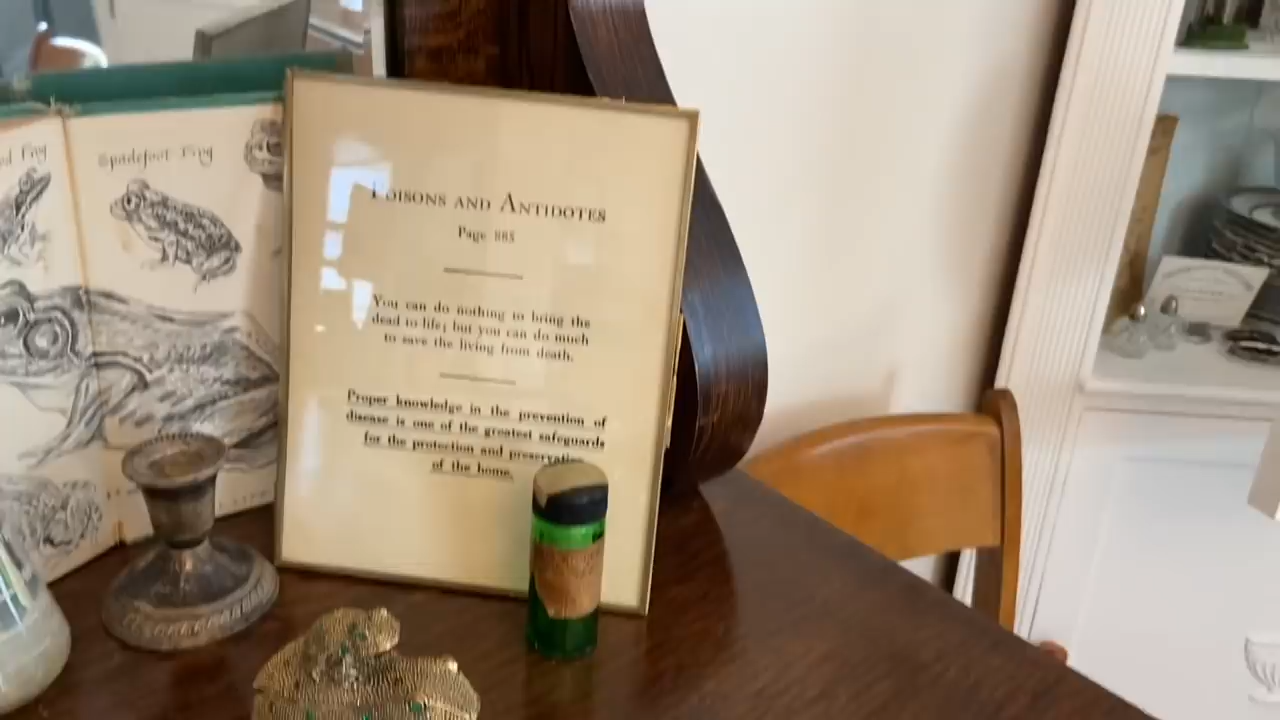 Frog
Spadefoot Frog
POISONS AND ANTIDOTES
Page 885
You can do nothing to bring the
dead to life; but you can do much
to save the living from death.
Proper knowledge in the prevention of
disease is one of the greatest safeguards
for the protection and preservation
of the home.